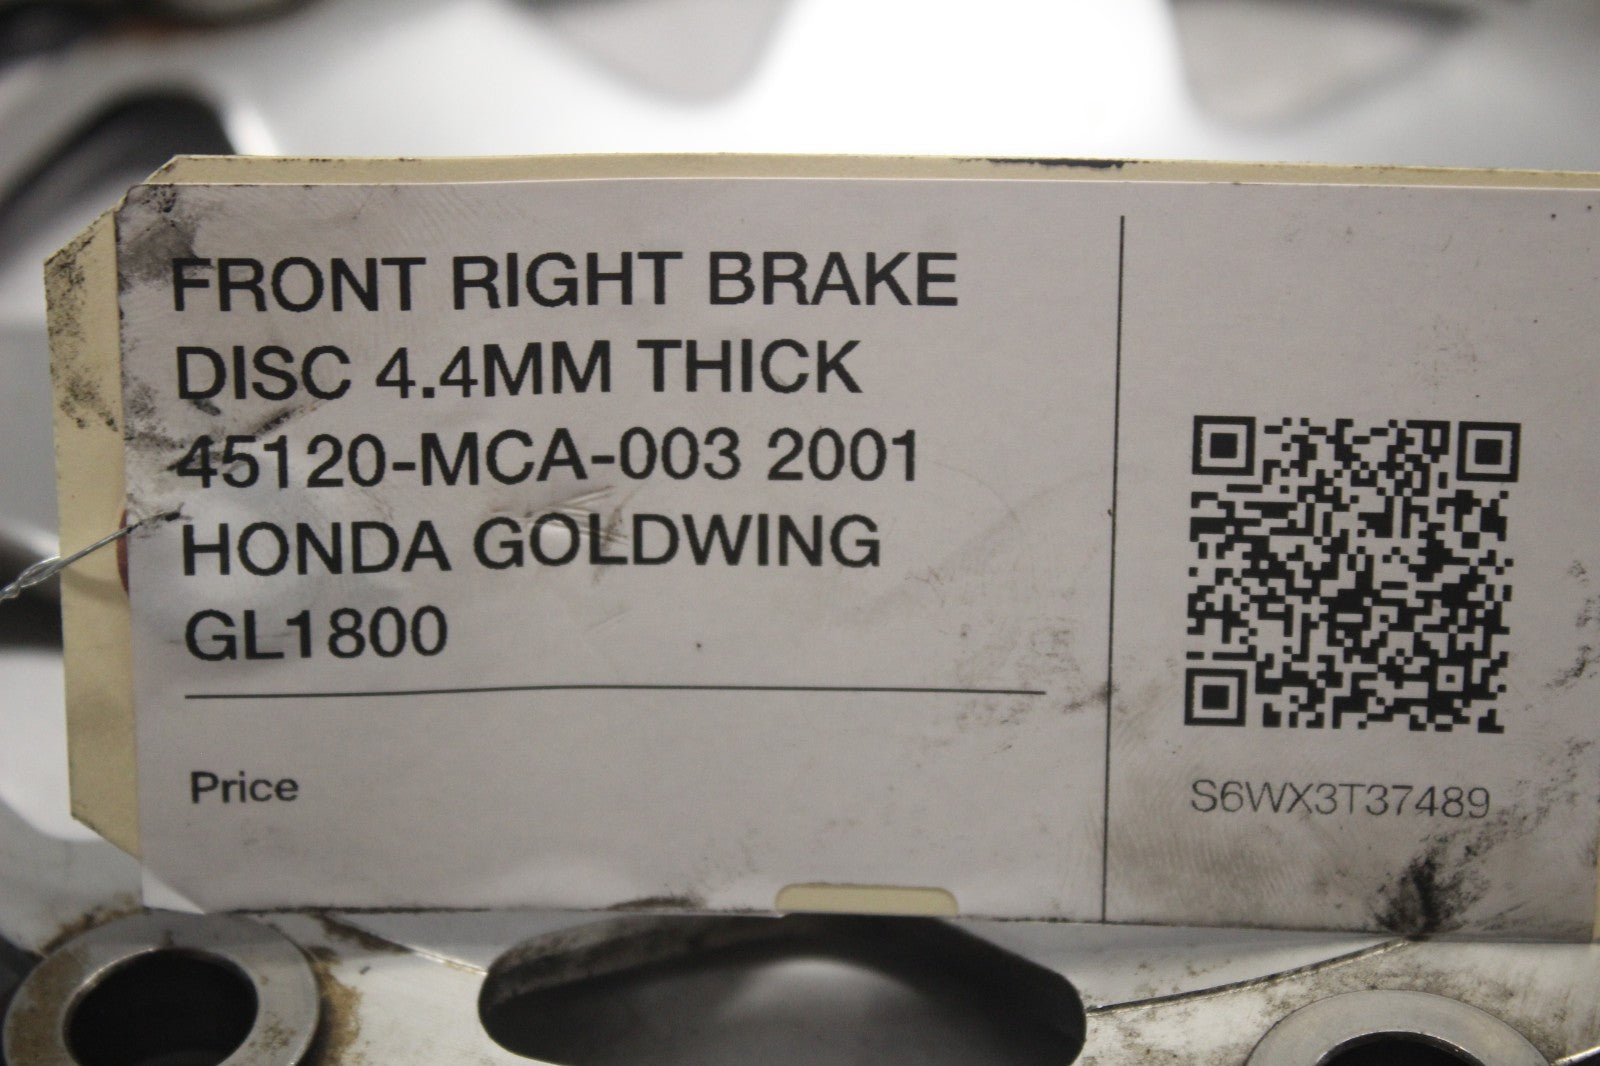 FRONT RIGHT BRAKE
DISC 4.4MM THICK
45120-MCA-003 2001
HONDA GOLDWING
GL1800
Price
S6WX3T37489